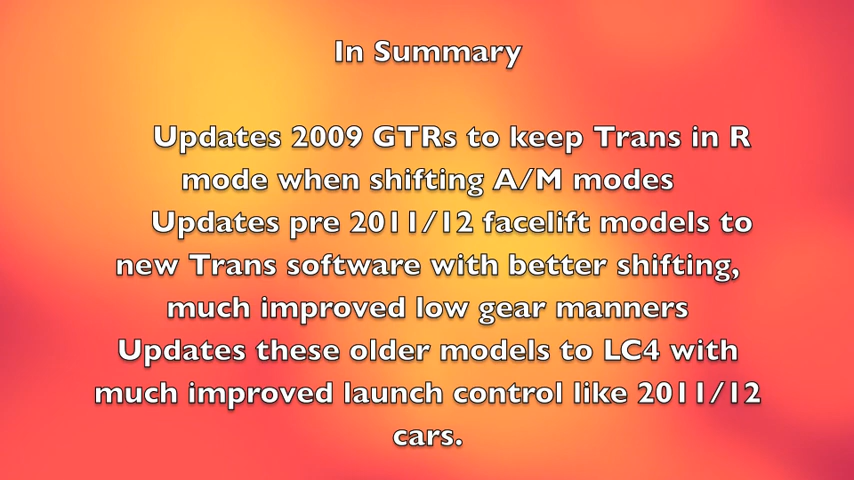 In Summary
Updates 2009 GTRs to keep Trans in R
mode when shifting A/M modes
Updates pre 2011/12 facelift models to
new Trans software with better shifting,
much improved low gear manners
Updates these older models to LC4 with
much improved launch control like 2011/12
cars.